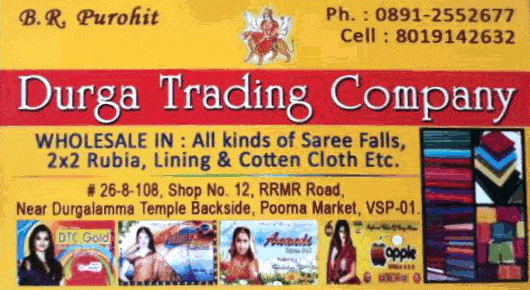 B.R. Purohit
Ph. : 0891-2552677
Cell : 8019142632
Durga Trading Company
WHOLESALE IN : All kinds of Saree Falls,
2x2 Rubia, Lining & Cotten Cloth Etc.
# 26-8-108, Shop No. 12, RRMR Road,
Near Durgalamma Temple Backside, Poorna Market, VSP-01.
DTC Gold
apple